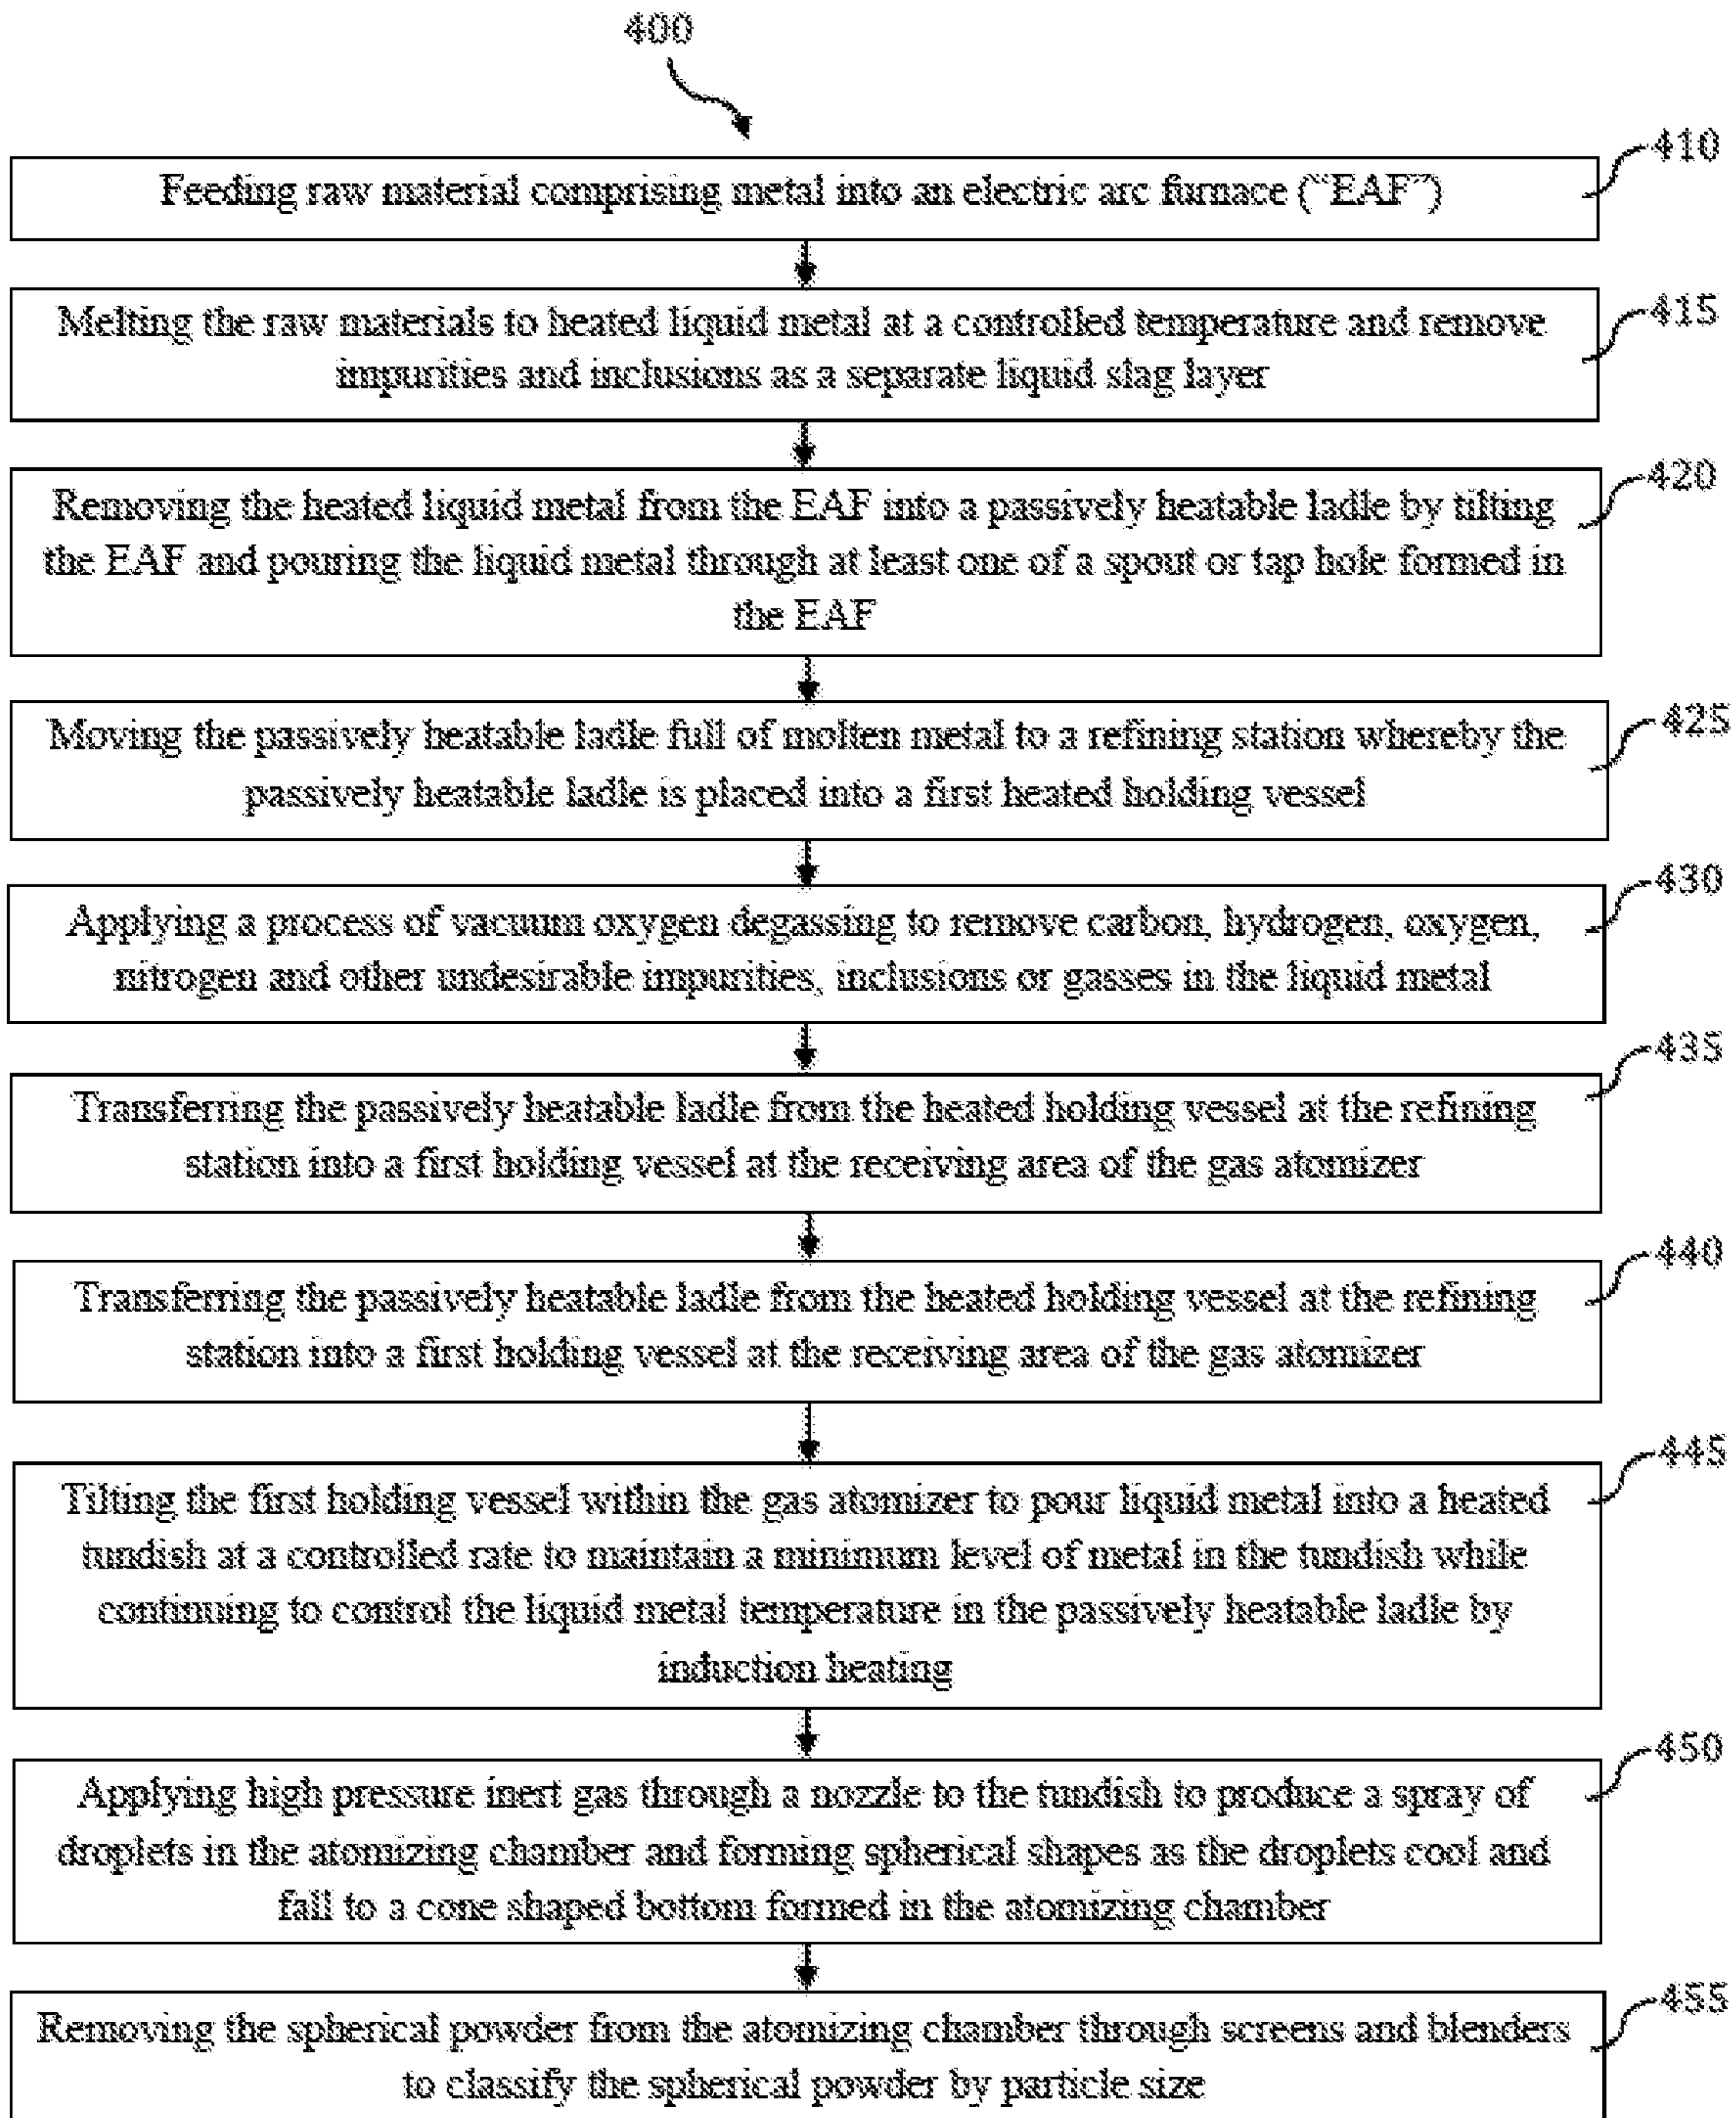 400
410
Feeding raw material comprising metal into an electric arc furnace (“EAF”)
415
Melting the raw materials to heated liquid metal at a controlled temperature and remove
impurities and inclusions as a separate liquid slag layer
420
Removing the heated liquid metal from the EAF into a passively heatable ladle by tilting
the EAF and pouring the liquid metal through at least one of a spout or tap hole formed in
the EAF
425
Moving the passively heatable ladle full of molten metal to a refining station whereby the
passively heatable ladle is placed into a first heated holding vessel
430
Applying a process of vacuum oxygen degassing to remove carbon, hydrogen, oxygen,
nitrogen and other undesirable impurities, inclusions or gasses in the liquid metal
435
Transferring the passively heatable ladle from the heated holding vessel at the refining
station into a first holding vessel at the receiving area of the gas atomizer
440
Transferring the passively heatable ladle from the heated holding vessel at the refining
station into a first holding vessel at the receiving area of the gas atomizer
445
Tilting the first holding vessel within the gas atomizer to pour liquid metal into a heated
tundish at a controlled rate to maintain a minimum level of metal in the tundish while
continuing to control the liquid metal temperature in the passively heatable ladle by
induction heating
450
Applying high pressure inert gas through a nozzle to the tundish to produce a spray of
droplets in the atomizing chamber and forming spherical shapes as the droplets cool and
fall to a cone shaped bottom formed in the atomizing chamber
455
Removing the spherical powder from the atomizing chamber through screens and blenders
to classify the spherical powder by particle size